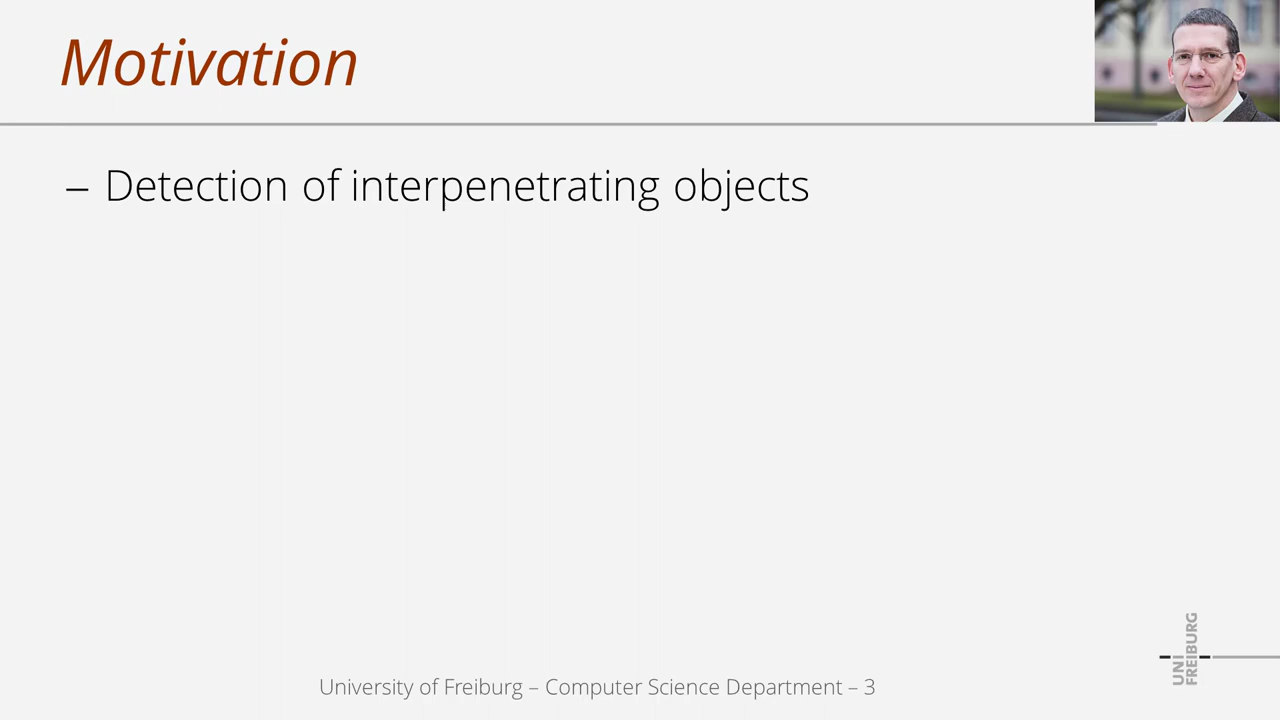 Motivation
– Detection of interpenetrating objects
University of Freiburg – Computer Science Department – 3
UNI
FREIBURG